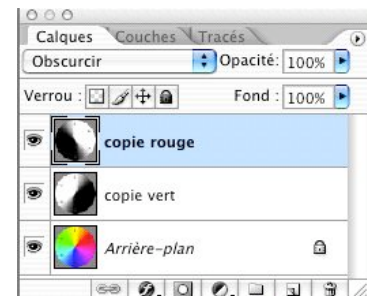 Calques Couches Tracés
Obscurcir Opacité: 100%
Verrou : Fond : 100%
copie rouge
copie vert
Arrière-plan